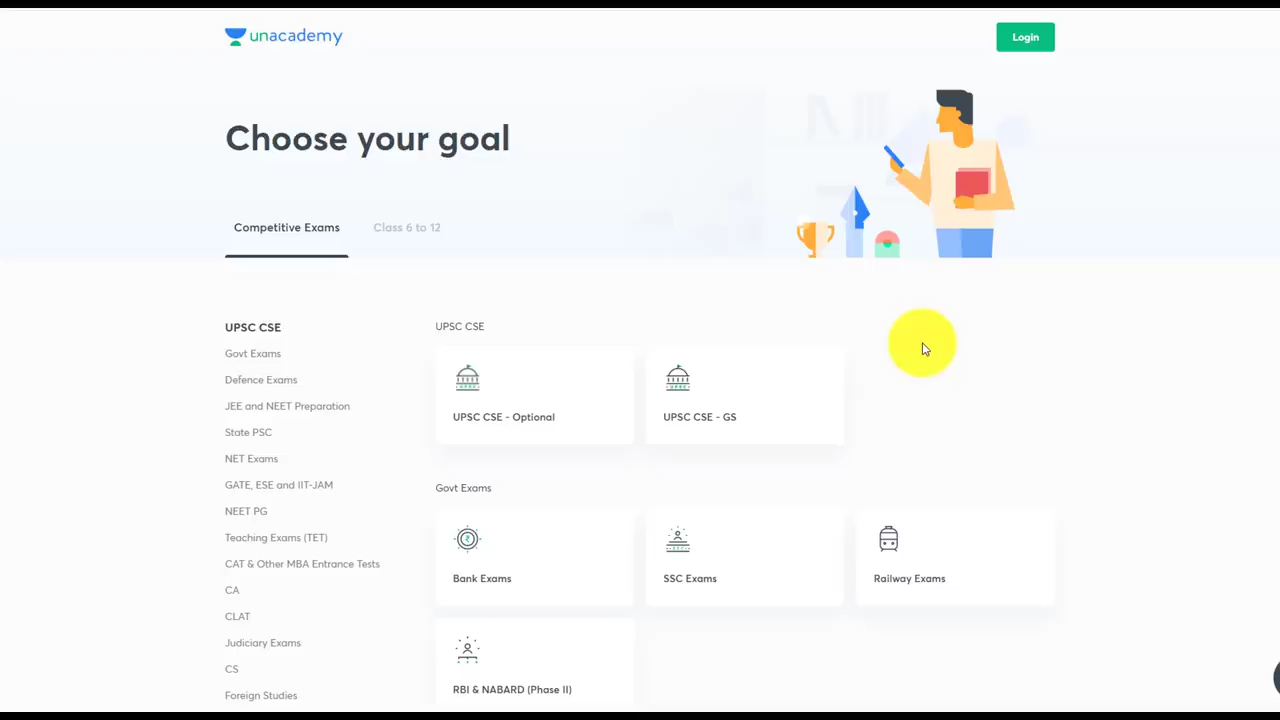 unacademy
Login
Choose your goal
Competitive Exams
Class 6 to 12
UPSC CSE
Govt Exams
Defence Exams
JEE and NEET Preparation
State PSC
NET Exams
GATE, ESE and IIT-JAM
NEET PG
Teaching Exams (TET)
CAT & Other MBA Entrance Tests
CA
CLAT
Judiciary Exams
CS
Foreign Studies
UPSC CSE
UPSC CSE - Optional
UPSC CSE - GS
Govt Exams
Bank Exams
SSC Exams
Railway Exams
RBI & NABARD (Phase II)